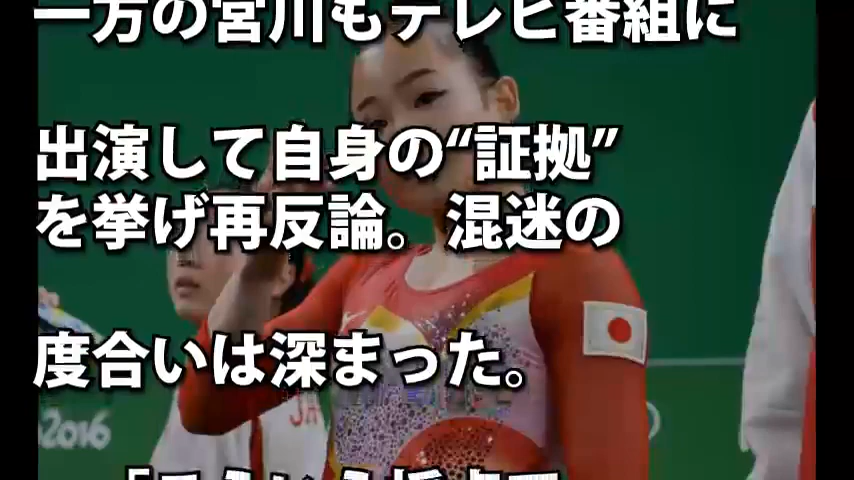 一方の宮川もテレビ番組に
出演して自身の“証拠”
を挙げ再反論。混迷の
度合いは深まった。
2016